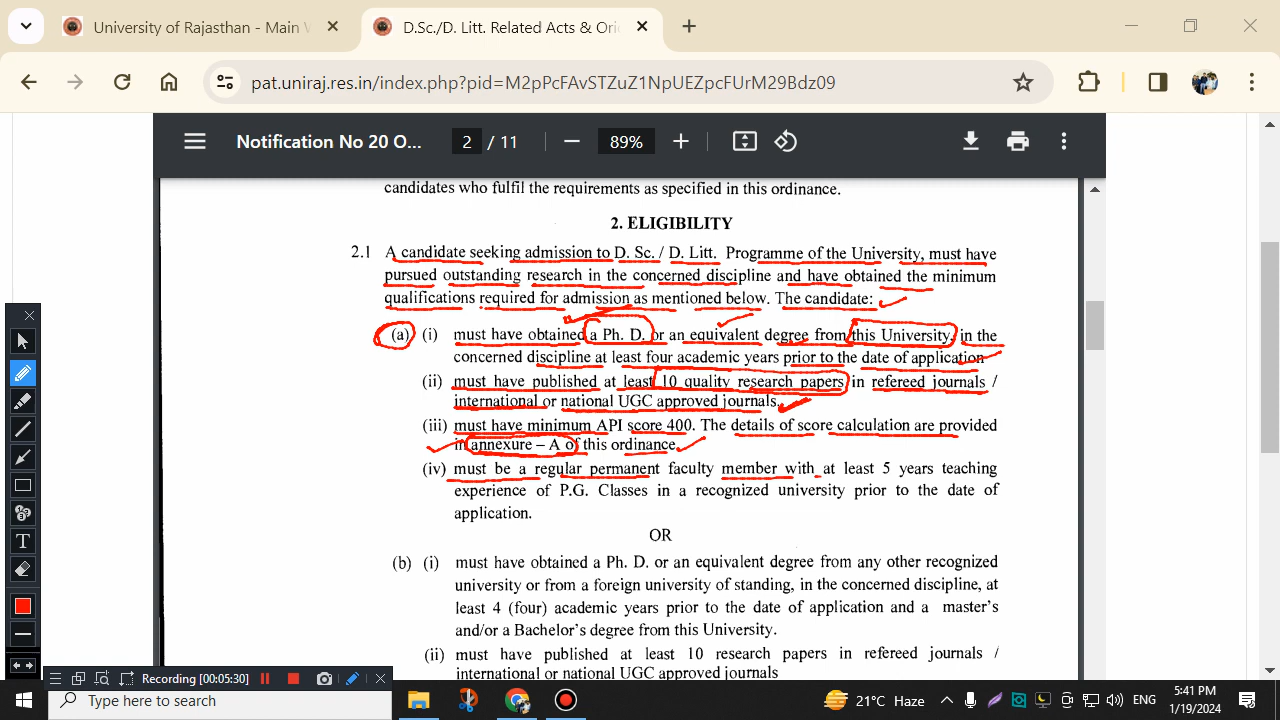 University of Rajasthan - Main W
D.Sc./D. Litt. Related Acts & Ori
pat.uniraj.res.in/index.php?pid=M2pPcFAvSTZuZ1NpUEZpcFUrM29Bdz09
Notification No 20 O...
2 / 11
89%
candidates who fulfil the requirements as specified in this ordinance.
2. ELIGIBILITY
2.1 A candidate seeking admission to D. Sc. / D. Litt. Programme of the University, must have
pursued outstanding research in the concerned discipline and have obtained the minimum
qualifications required for admission as mentioned below. The candidate:
(a) (i) must have obtained a Ph. D. or an equivalent degree from this University, in the
concerned discipline at least four academic years prior to the date of application
(ii) must have published at least 10 quality research papers in refereed journals /
international or national UGC approved journals.
(iii) must have minimum API score 400. The details of score calculation are provided
in annexure – A of this ordinance.
(iv) must be a regular permanent faculty member with at least 5 years teaching
experience of P.G. Classes in a recognized university prior to the date of
application.
OR
(b) (i) must have obtained a Ph. D. or an equivalent degree from any other recognized
university or from a foreign university of standing, in the concerned discipline, at
least 4 (four) academic years prior to the date of application and a master's
and/or a Bachelor's degree from this University.
(ii) must have published at least 10 research papers in refereed journals /
international or national UGC approved journals
T
Recording [00:05:30]
Type here to search
21°C Haze
ENG
5:41 PM
1/19/2024